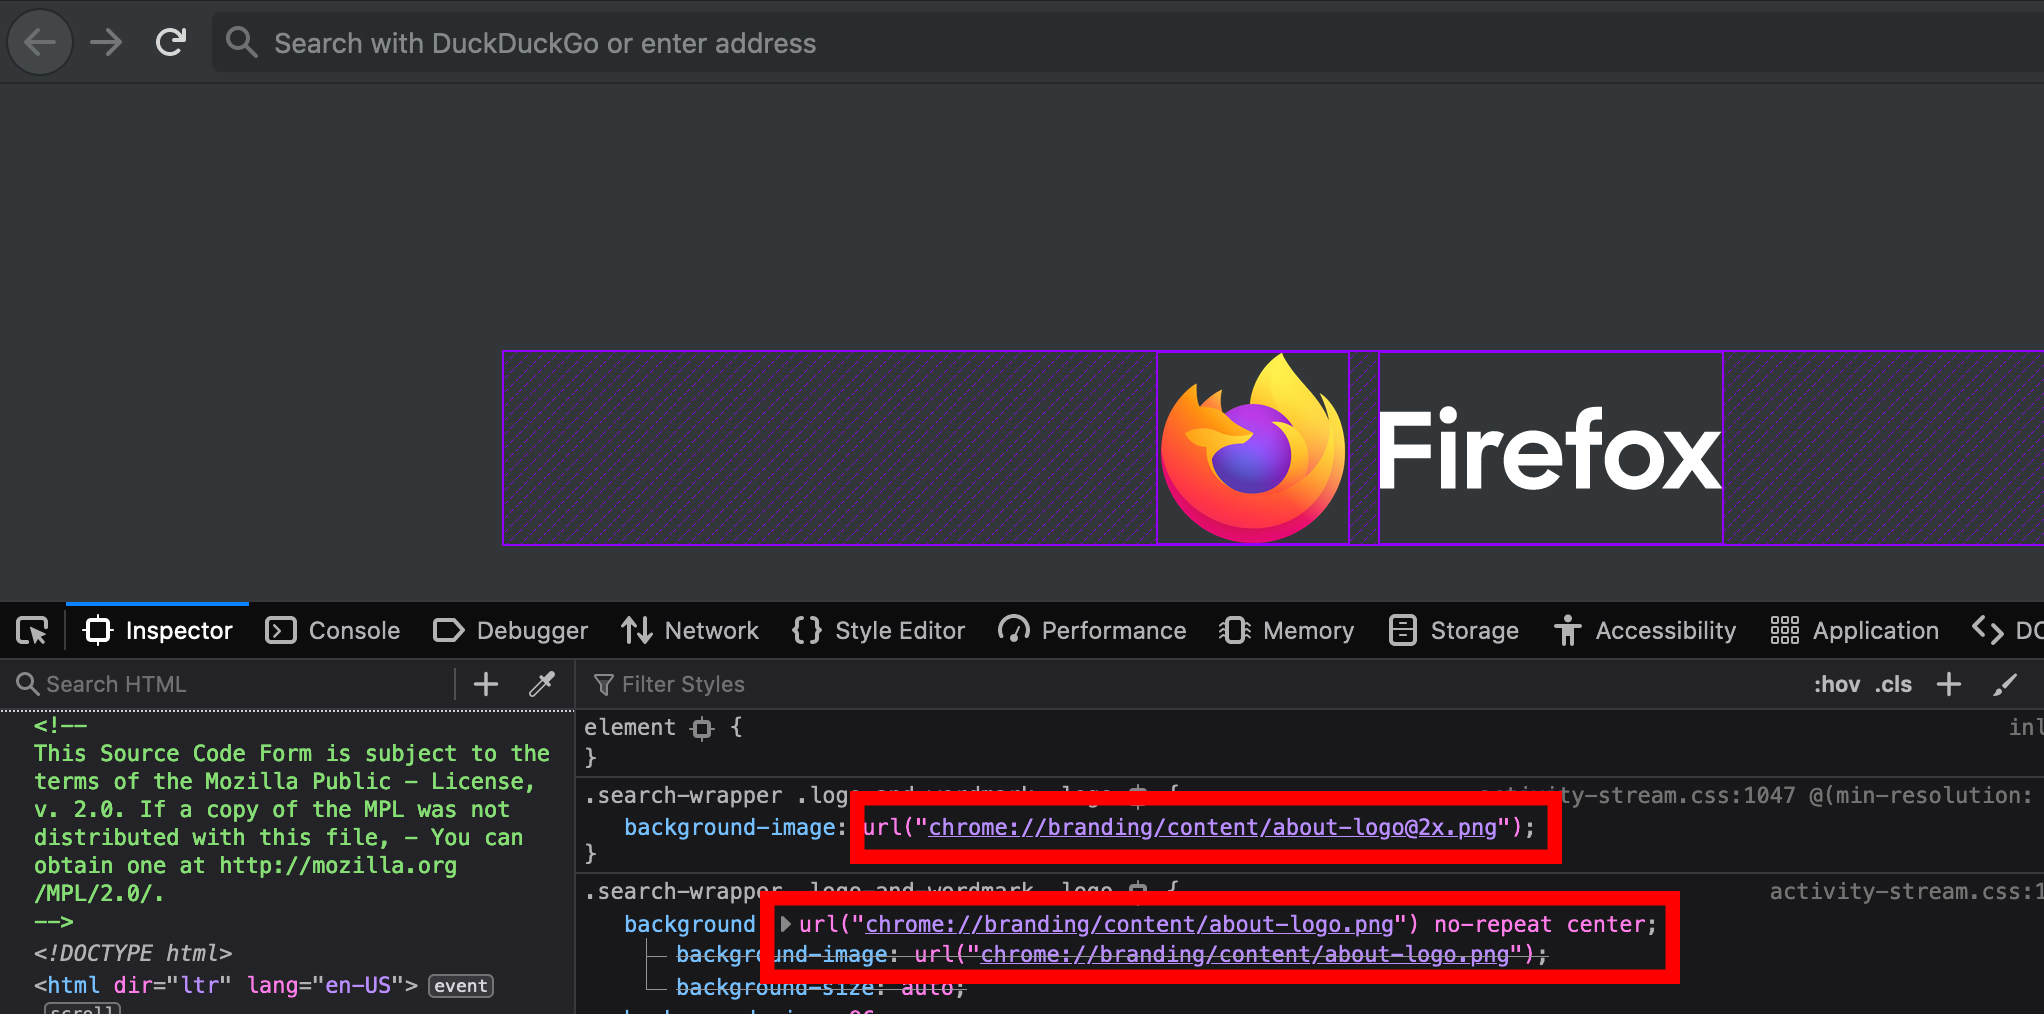 Search with DuckDuckGo or enter address
Firefox
Inspector Console Debugger Network Style Editor Performance Memory Storage Accessibility Application
Search HTML
Filter Styles :hov .cls
<!--
This Source Code Form is subject to the
terms of the Mozilla Public - License,
v. 2.0. If a copy of the MPL was not
distributed with this file, - You can
obtain one at http://mozilla.org
/MPL/2.0/.
-->
<!DOCTYPE html>
<html dir="ltr" lang="en-US"> event
scroll
element {
}
.search-wrapper .logo-and-wordmark .logo { activity-stream.css:1047 @(min-resolution:
background-image: url("chrome://branding/content/about-logo@2x.png");
}
.search-wrapper .logo-and-wordmark .logo { activity-stream.css:1
background url("chrome://branding/content/about-logo.png") no-repeat center;
background-image: url("chrome://branding/content/about-logo.png");
background-size: auto;